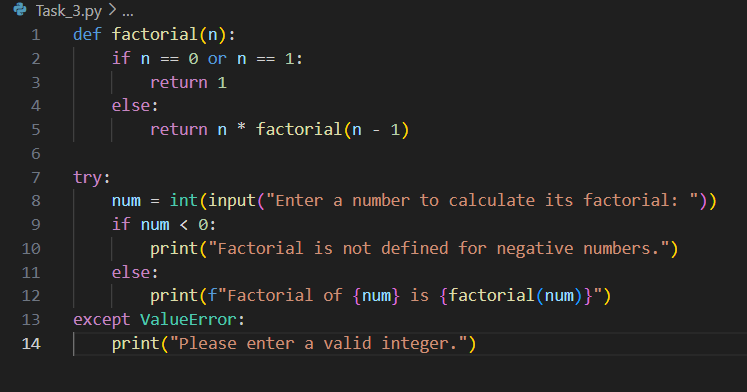 Task_3.py > ...
1 def factorial(n):
2     if n == 0 or n == 1:
3         return 1
4     else:
5         return n * factorial(n - 1)
6
7 try:
8     num = int(input("Enter a number to calculate its factorial: "))
9     if num < 0:
10         print("Factorial is not defined for negative numbers.")
11     else:
12         print(f"Factorial of {num} is {factorial(num)}")
13 except ValueError:
14     print("Please enter a valid integer.")